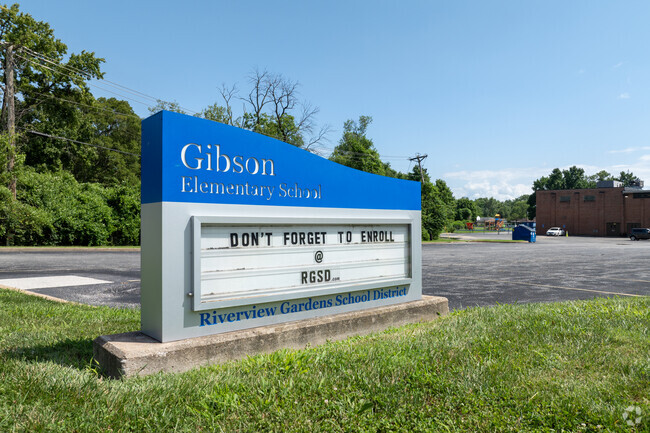 Gibson
Elementary School
DON'T FORGET TO ENROLL
@
RGSD.com
Riverview Gardens School District